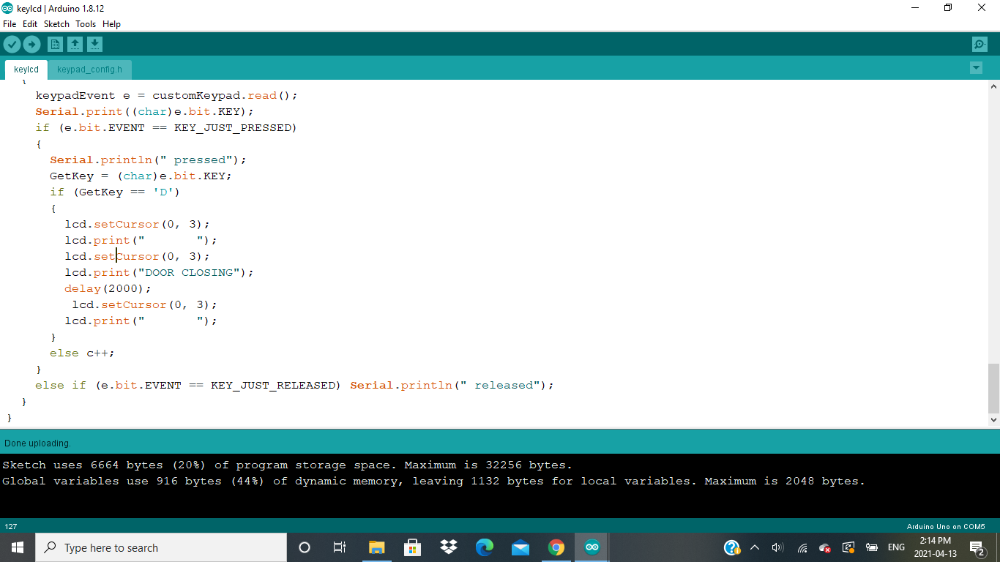 keylcd | Arduino 1.8.12
File Edit Sketch Tools Help
keylcd keypad_config.h
{
keypadEvent e = customKeypad.read();
Serial.print((char)e.bit.KEY);
if (e.bit.EVENT == KEY_JUST_PRESSED)
{
Serial.println(" pressed");
GetKey = (char)e.bit.KEY;
if (GetKey == 'D')
{
lcd.setCursor(0, 3);
lcd.print("       ");
lcd.setCursor(0, 3);
lcd.print("DOOR CLOSING");
delay(2000);
lcd.setCursor(0, 3);
lcd.print("       ");
}
else c++;
}
else if (e.bit.EVENT == KEY_JUST_RELEASED) Serial.println(" released");
}
}
Done uploading.
Sketch uses 6664 bytes (20%) of program storage space. Maximum is 32256 bytes.
Global variables use 916 bytes (44%) of dynamic memory, leaving 1132 bytes for local variables. Maximum is 2048 bytes.
127 Arduino Uno on COM5
Type here to search
ENG
2:14 PM
2021-04-13
2